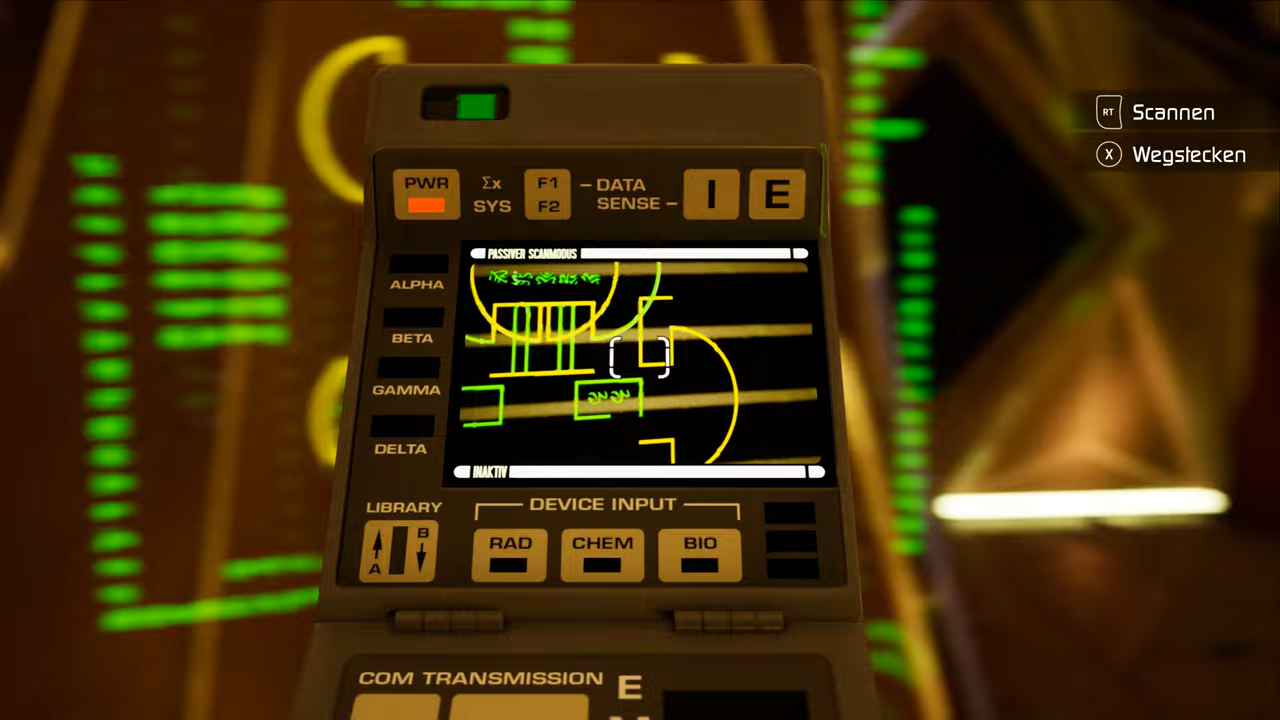 RT Scannen
X Wegstecken
PWR
Σx
SYS
F1
F2
DATA
SENSE
I
E
PASSIVER SCANMODUS
ALPHA
BETA
GAMMA
DELTA
INAKTIV
LIBRARY
A
B
DEVICE INPUT
RAD
CHEM
BIO
COM TRANSMISSION
E